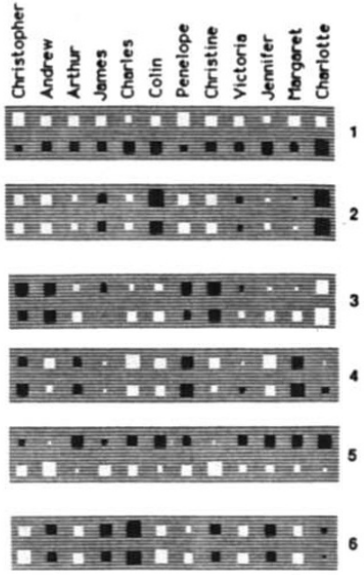 Christopher
Andrew
Arthur
James
Charles
Colin
Penelope
Christine
Victoria
Jennifer
Margaret
Charlotte
1
2
3
4
5
6